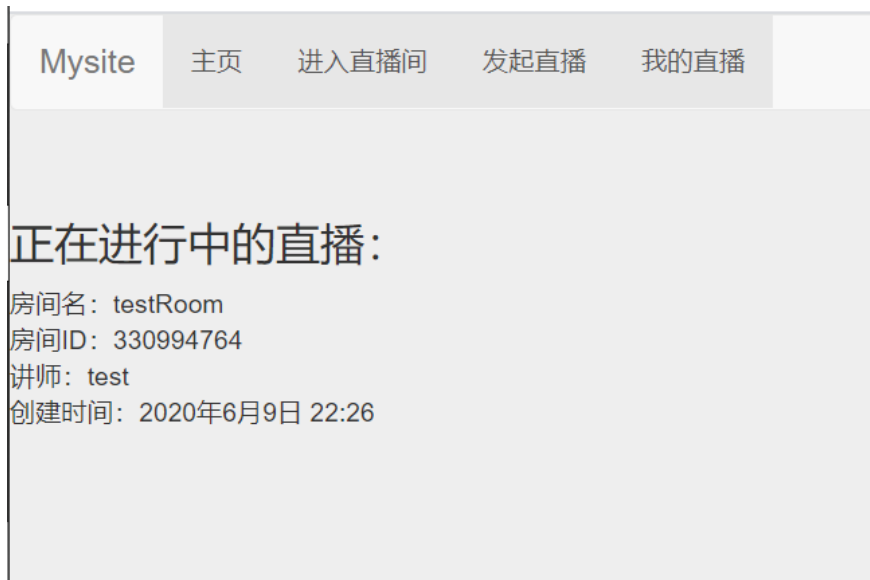 Mysite 主页 进入直播间 发起直播 我的直播
正在进行中的直播：
房间名：testRoom
房间ID：330994764
讲师：test
创建时间：2020年6月9日 22:26